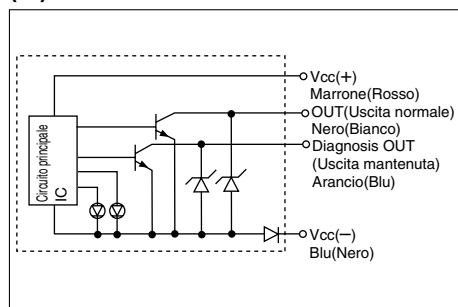 Vcc(+)
Marrone(Rosso)
OUT(Uscita normale)
Nero(Bianco)
Diagnosis OUT
(Uscita mantenuta)
Arancio(Blu)
Circuito principale
IC
Vcc(—)
Blu(Nero)